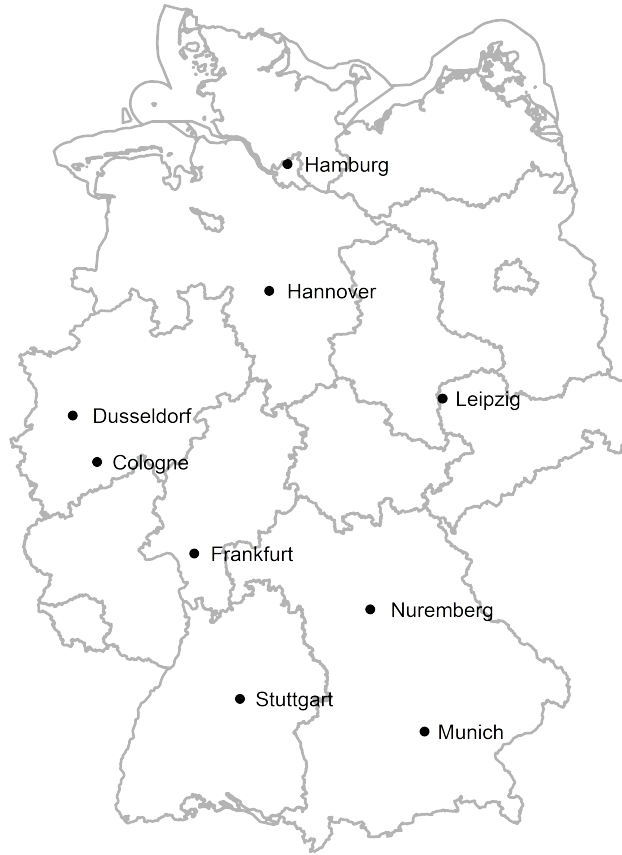 Hamburg
Hannover
Leipzig
Dusseldorf
Cologne
Frankfurt
Nuremberg
Stuttgart
Munich